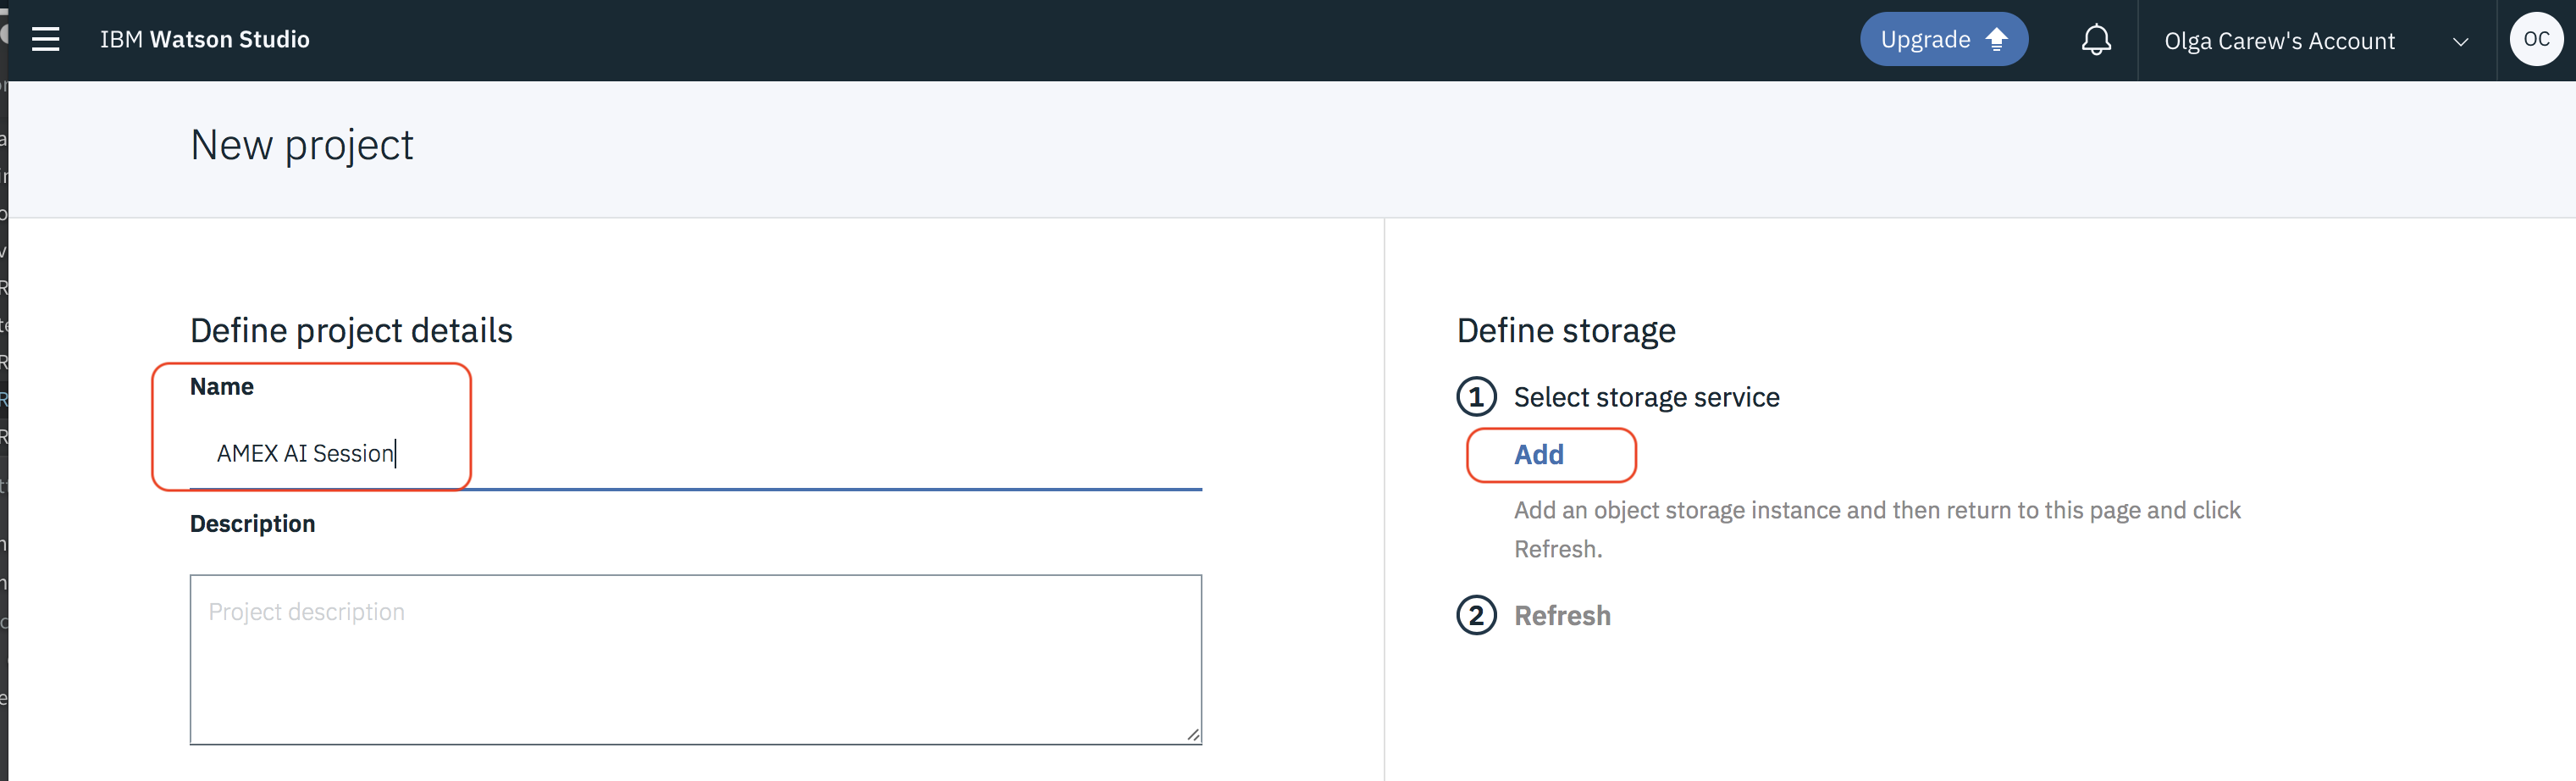 IBM Watson Studio
Upgrade
Olga Carew's Account
OC
New project
Define project details
Name
AMEX AI Session
Description
Project description
Define storage
1 Select storage service
Add
Add an object storage instance and then return to this page and click
Refresh.
2 Refresh